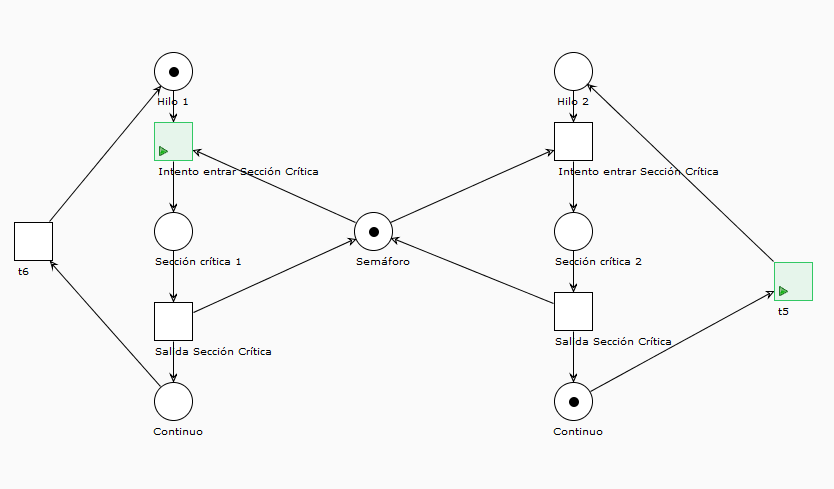 Hilo 1
Hilo 2
Intento entrar Sección Crítica
Intento entrar Sección Crítica
Sección crítica 1
Semáforo
Sección crítica 2
t6
t5
Salida Sección Crítica
Salida Sección Crítica
Continuo
Continuo